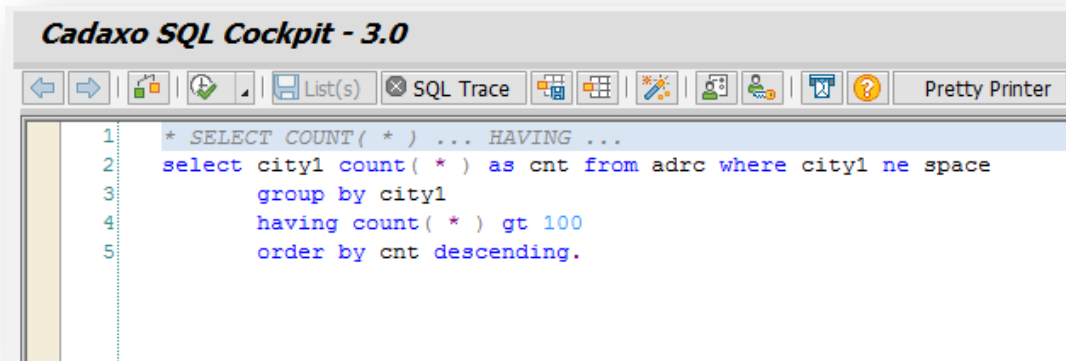 Cadaxo SQL Cockpit - 3.0
List(s) SQL Trace Pretty Printer
1 * SELECT COUNT( * ) ... HAVING ...
2 select city1 count( * ) as cnt from adrc where city1 ne space
3 group by city1
4 having count( * ) gt 100
5 order by cnt descending.